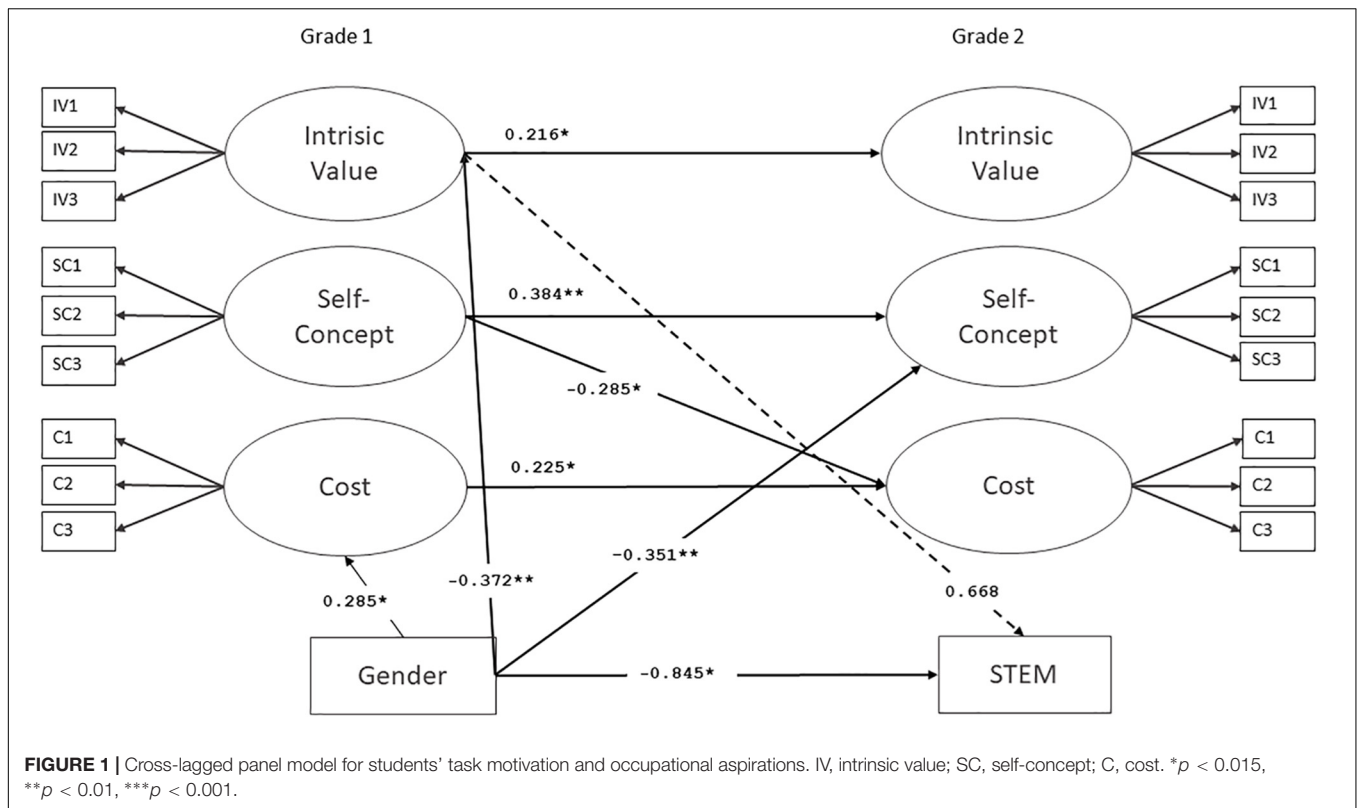 Grade 1
Grade 2
IV1
IV2
IV3
Intrisic
Value
0.216*
Intrinsic
Value
IV1
IV2
IV3
SC1
SC2
SC3
Self-
Concept
0.384**
Self-
Concept
SC1
SC2
SC3
-0.285*
C1
C2
C3
Cost
0.225*
Cost
C1
C2
C3
-0.351**
-0.372**
0.285*
0.668
Gender
-0.845*
STEM
FIGURE 1 | Cross-lagged panel model for students’ task motivation and occupational aspirations. IV, intrinsic value; SC, self-concept; C, cost. *p < 0.015,
**p < 0.01, ***p < 0.001.